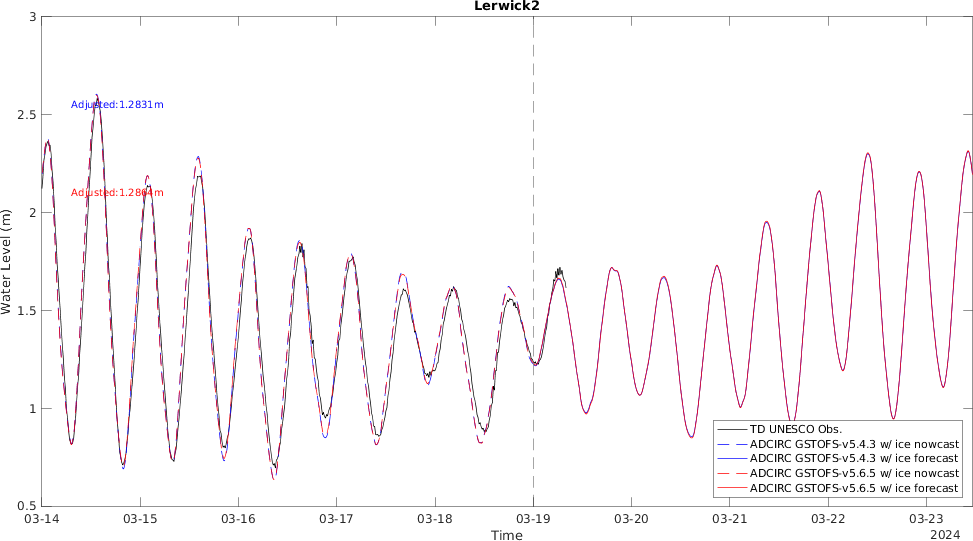 Lerwick2
3
2.5
2
1.5
1
0.5
Water Level (m)
Adjusted:1.2831m
Adjusted:1.2864m
TD UNESCO Obs.
ADCIRC GSTOFS-v5.4.3 w/ ice nowcast
ADCIRC GSTOFS-v5.4.3 w/ ice forecast
ADCIRC GSTOFS-v5.6.5 w/ ice nowcast
ADCIRC GSTOFS-v5.6.5 w/ ice forecast
03-14 03-15 03-16 03-17 03-18 03-19 03-20 03-21 03-22 03-23
Time
2024